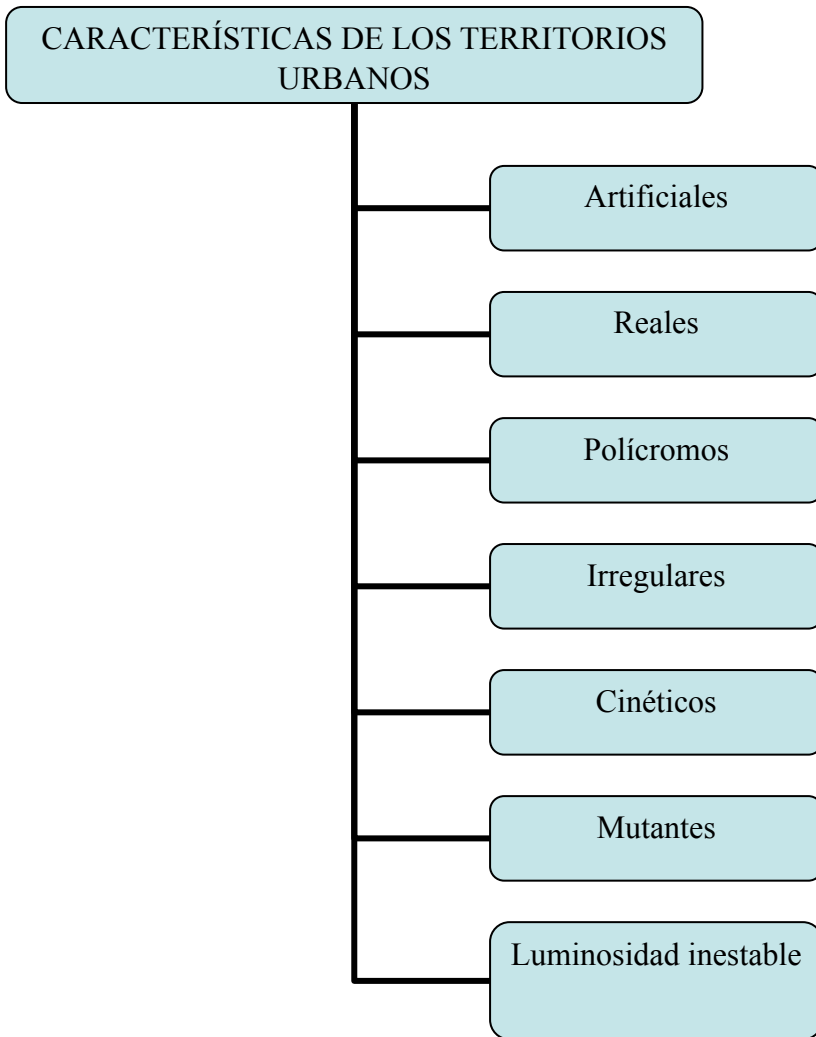 CARACTERÍSTICAS DE LOS TERRITORIOS
URBANOS
Artificiales
Reales
Polícromos
Irregulares
Cinéticos
Mutantes
Luminosidad inestable